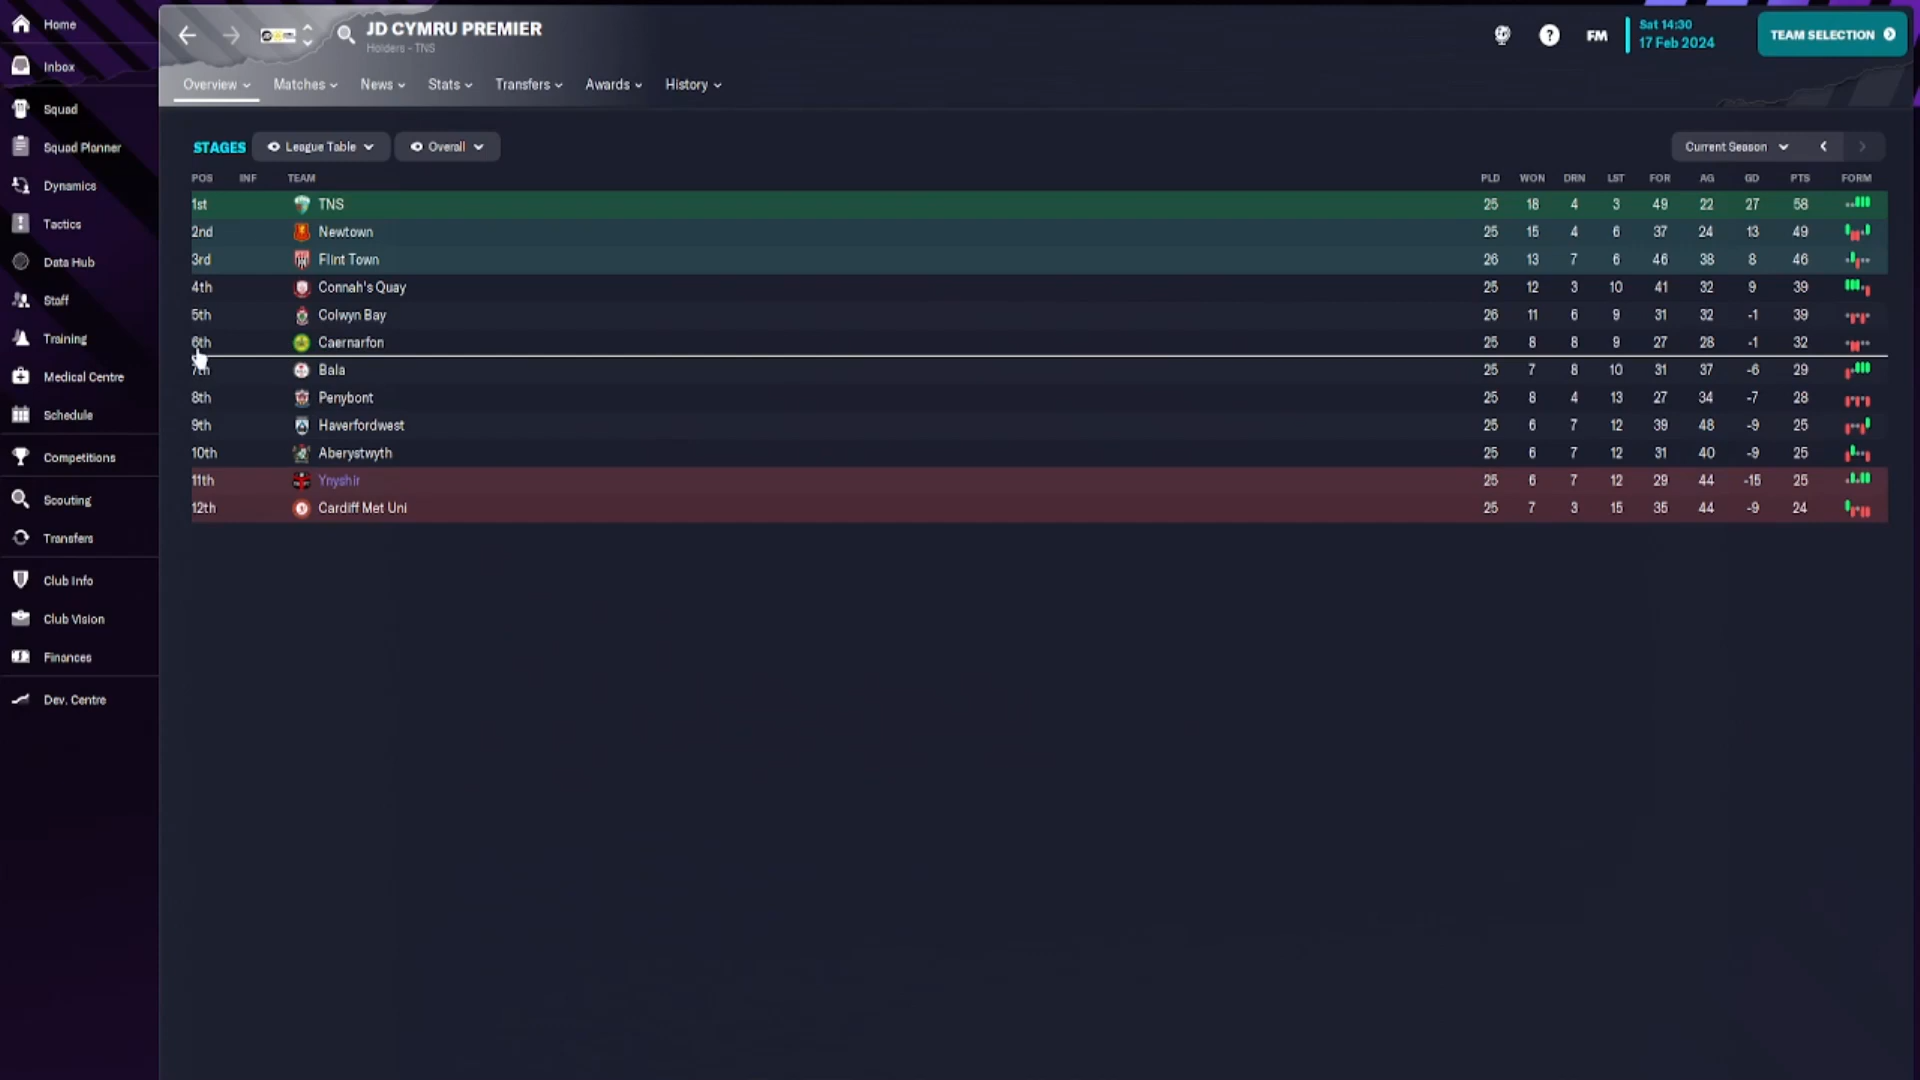 Home
Inbox
Squad
Squad Planner
Dynamics
Tactics
Data Hub
Staff
Training
Medical Centre
Schedule
Competitions
Scouting
Transfers
Club Info
Club Vision
Finances
Dev. Centre
JD CYMRU PREMIER
Holders - TNS
FM
Sat 14:30
17 Feb 2024
TEAM SELECTION
Overview Matches News Stats Transfers Awards History
STAGES League Table Overall Current Season
POS INF TEAM PLD WON DRN LST FOR AG GD PTS FORM
1st TNS 25 18 4 3 49 22 27 58
2nd Newtown 25 15 4 6 37 24 13 49
3rd Flint Town 26 13 7 6 46 38 8 46
4th Connah's Quay 25 12 3 10 41 32 9 39
5th Colwyn Bay 26 11 6 9 31 32 -1 39
6th Caernarfon 25 8 8 9 27 28 -1 32
7th Bala 25 7 8 10 31 37 -6 29
8th Penybont 25 8 4 13 27 34 -7 28
9th Haverfordwest 25 6 7 12 39 48 -9 25
10th Aberystwyth 25 6 7 12 31 40 -9 25
11th Ynyshir 25 6 7 12 29 44 -15 25
12th Cardiff Met Uni 25 7 3 15 35 44 -9 24